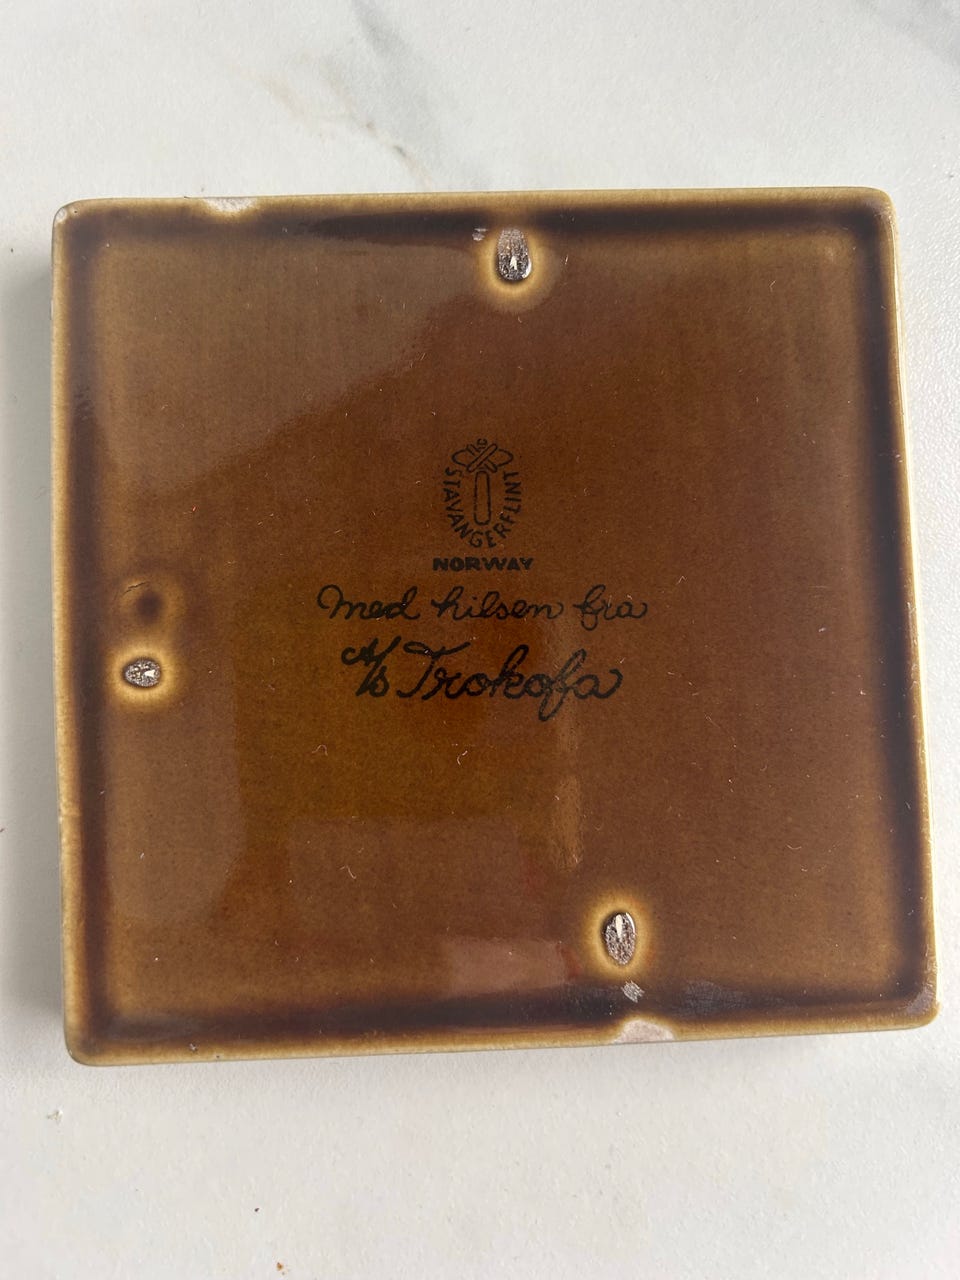 STAVANGERFLINT
NORWAY
Med hilsen fra
A/S Trokofa